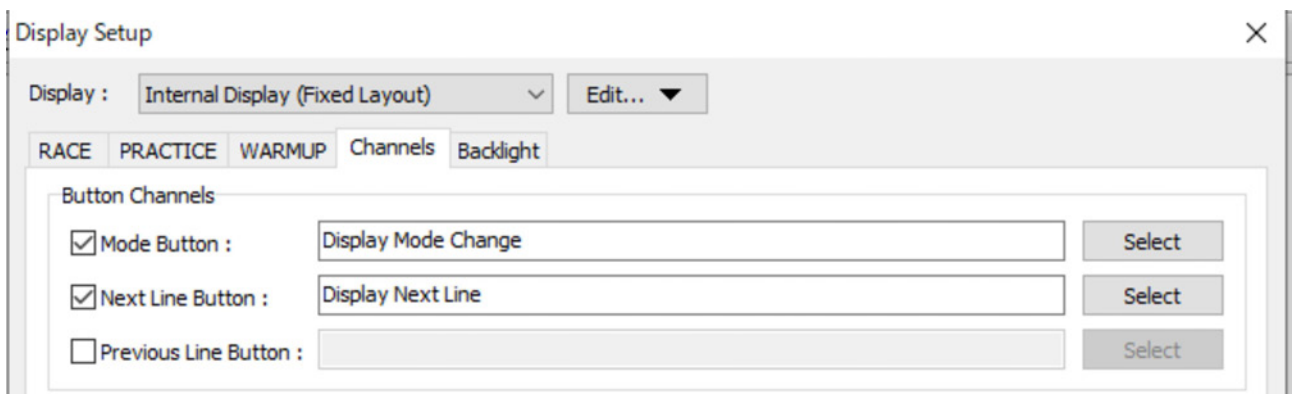 Display Setup
Display : Internal Display (Fixed Layout) Edit...
RACE PRACTICE WARMUP Channels Backlight
Button Channels
Mode Button : Display Mode Change Select
Next Line Button : Display Next Line Select
Previous Line Button : Select